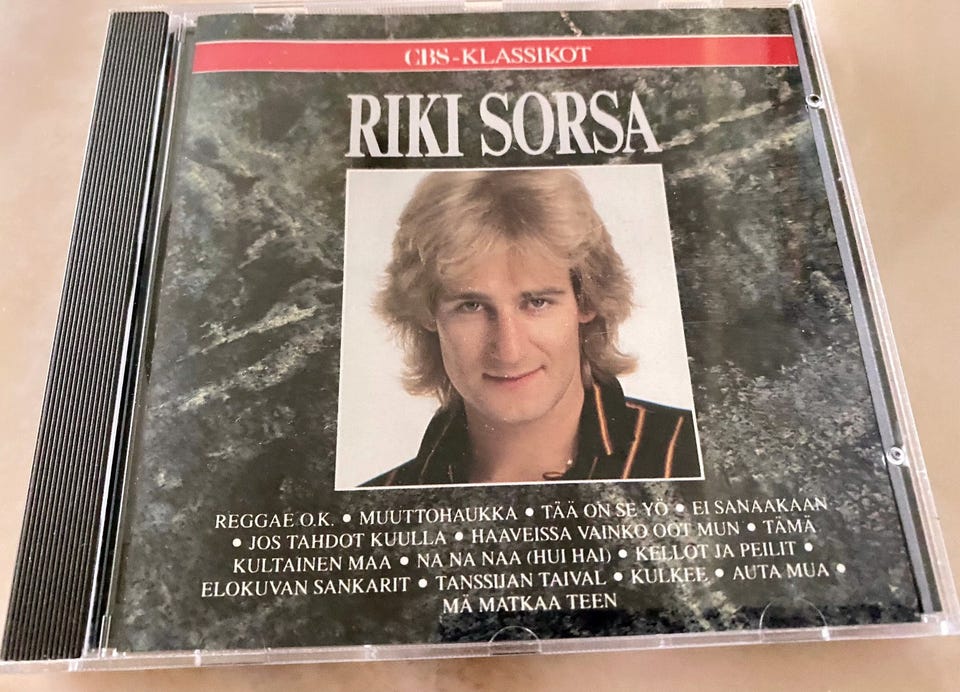 CBS-KLASSIKOT
RIKI SORSA
REGGAE O.K. • MUUTTOHAUKKA • TÄÄ ON SE YÖ • EI SANAAKAAN
• JOS TAHDOT KUULLA • HAAVEISSA VAINKO OOT MUN • TÄMÄ
KULTAINEN MAA • NA NA NAA (HUI HAI) • KELLOT JA PEILIT •
ELOKUVAN SANKARIT • TANSSIJAN TAIVAL • KULKEE • AUTA MUA •
MÄ MATKAA TEEN